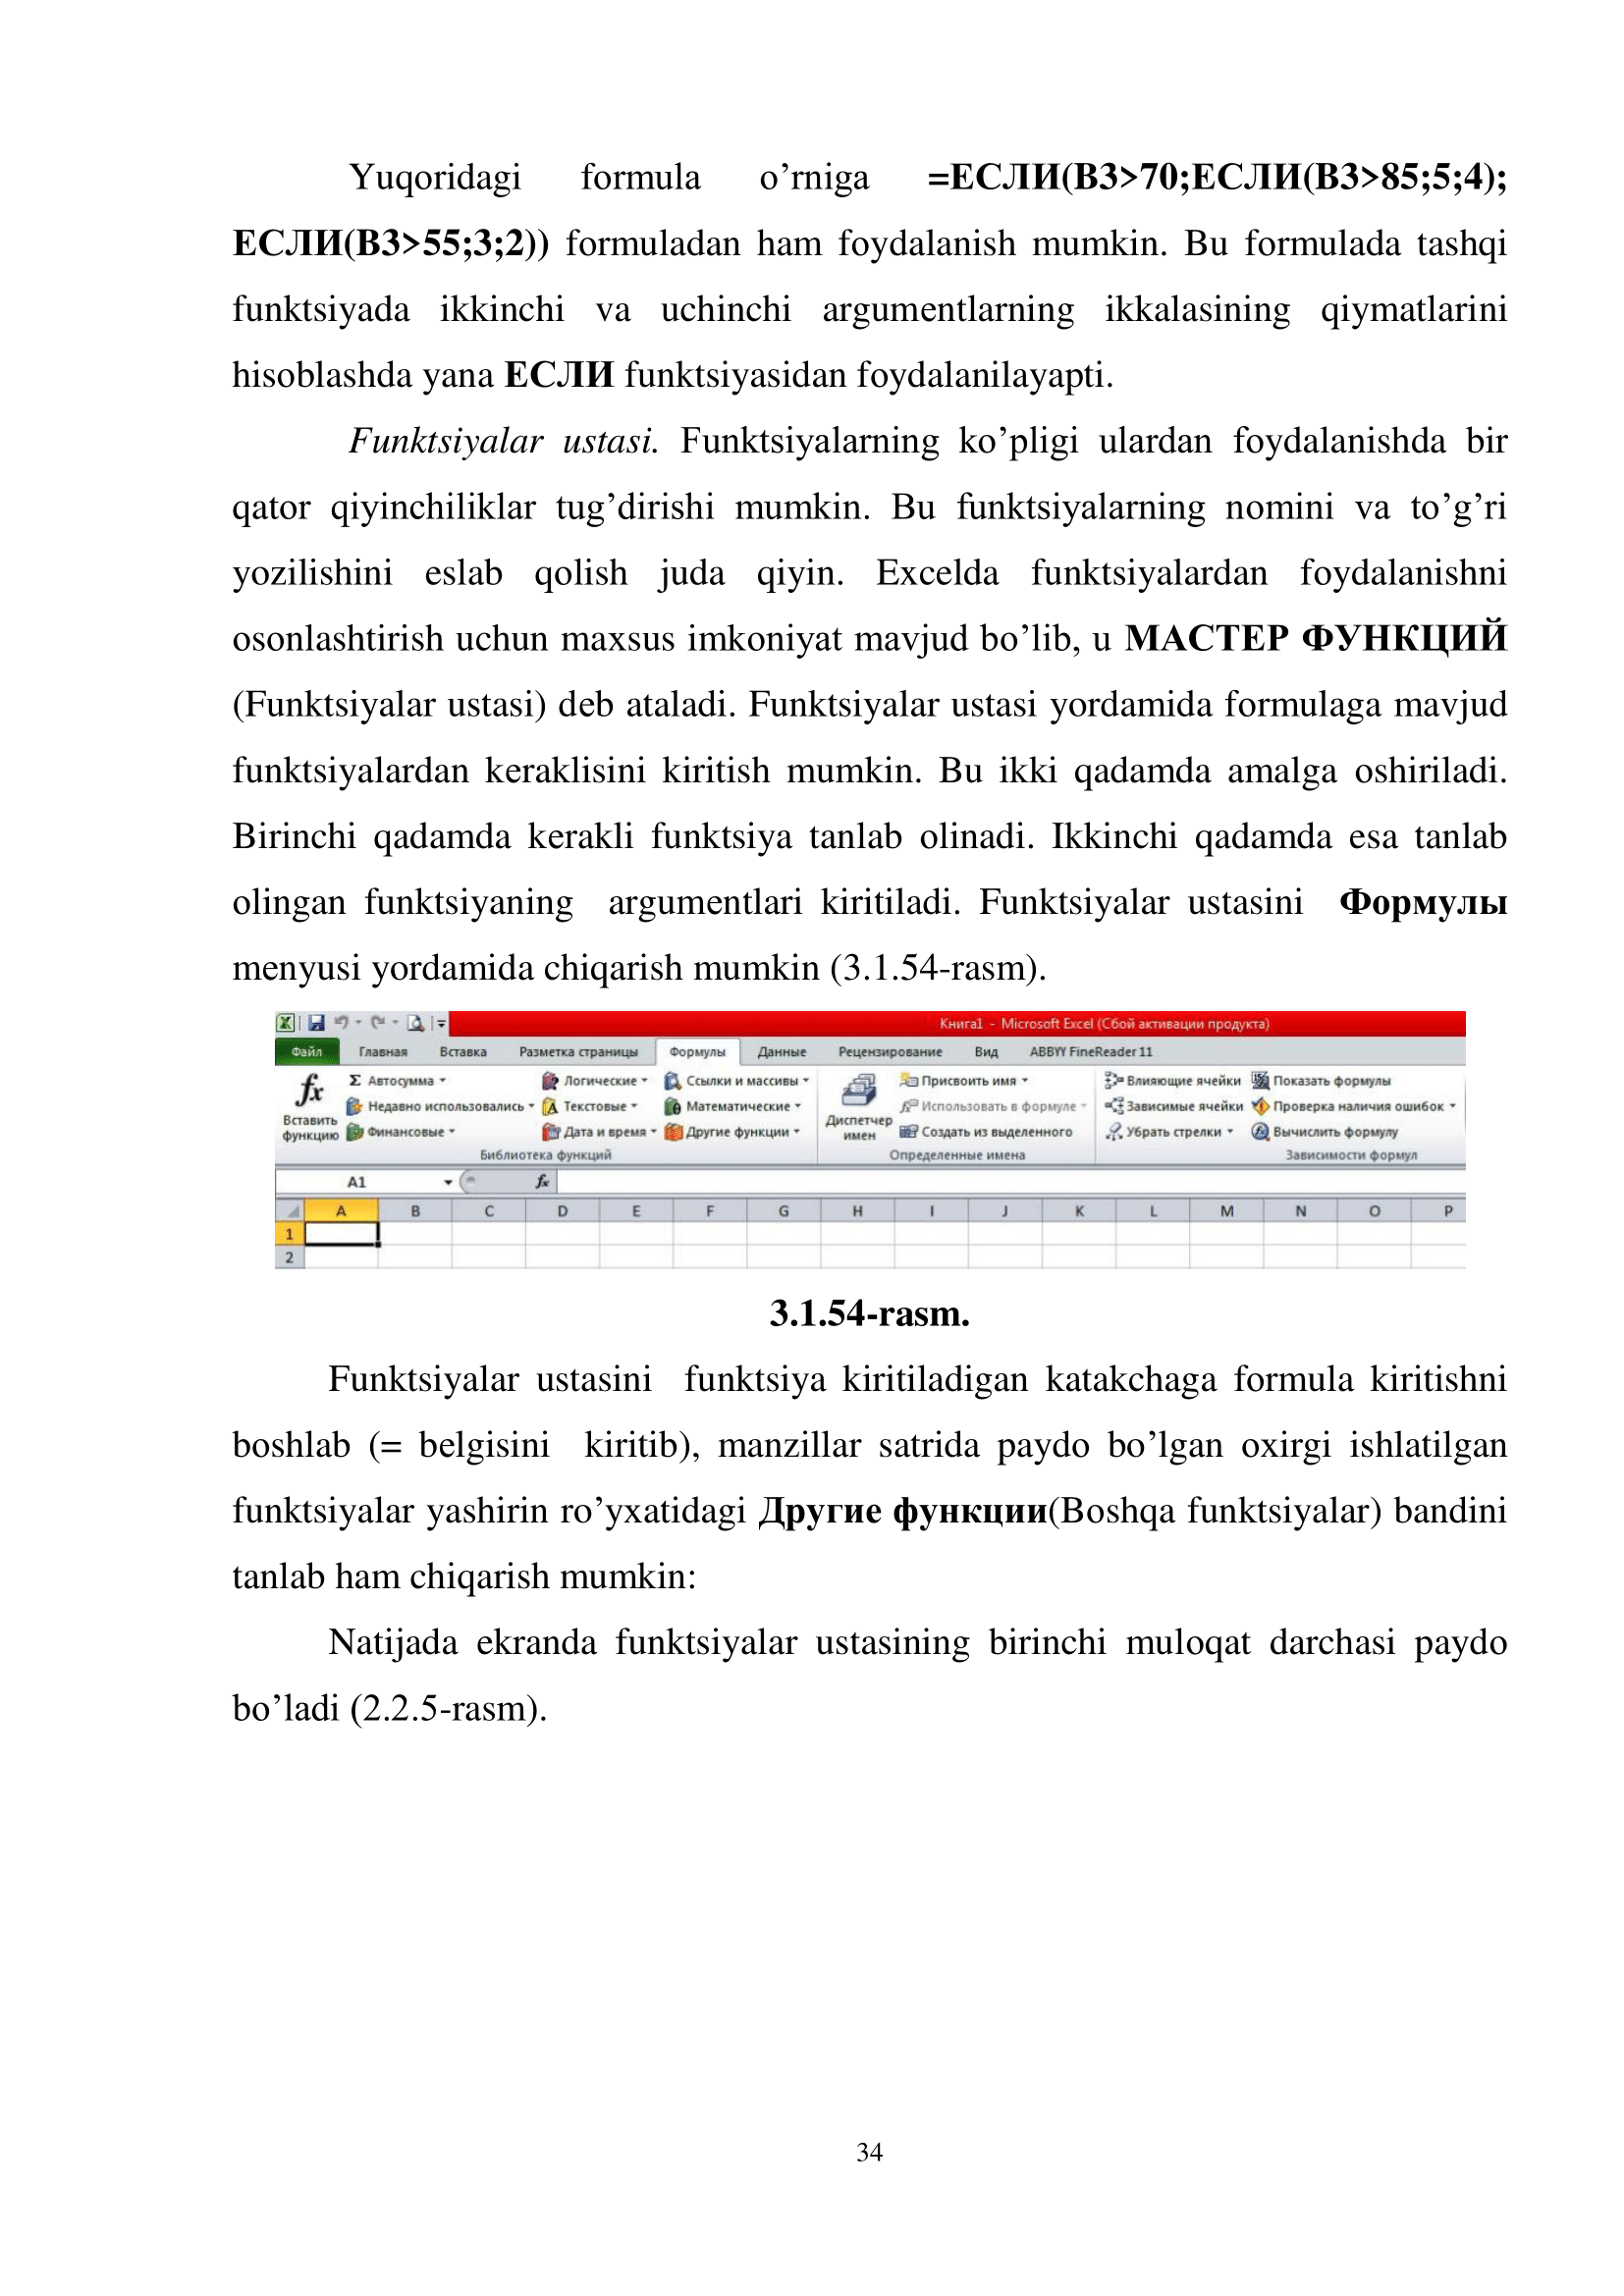 Yuqoridagi formula o’rniga =ЕСЛИ(B3>70;ЕСЛИ(B3>85;5;4);
ЕСЛИ(B3>55;3;2)) formuladan ham foydalanish mumkin. Bu formulada tashqi
funktsiyada ikkinchi va uchinchi argumentlarning ikkalasining qiymatlarini
hisoblashda yana ЕСЛИ funktsiyasidan foydalanilayapti.
Funktsiyalar ustasi. Funktsiyalarning ko’pligi ulardan foydalanishda bir
qator qiyinchiliklar tug’dirishi mumkin. Bu funktsiyalarning nomini va to’g’ri
yozilishini eslab qolish juda qiyin. Excelda funktsiyalardan foydalanishni
osonlashtirish uchun maxsus imkoniyat mavjud bo’lib, u МАСТЕР ФУНКЦИЙ
(Funktsiyalar ustasi) deb ataladi. Funktsiyalar ustasi yordamida formulaga mavjud
funktsiyalardan keraklisini kiritish mumkin. Bu ikki qadamda amalga oshiriladi.
Birinchi qadamda kerakli funktsiya tanlab olinadi. Ikkinchi qadamda esa tanlab
olingan funktsiyaning argumentlari kiritiladi. Funktsiyalar ustasini Формулы
menyusi yordamida chiqarish mumkin (3.1.54-rasm).
Книга1 - Microsoft Excel (Сбой активации продукта)
Файл Главная Вставка Разметка страницы Формулы Данные Рецензирование Вид ABBYY FineReader 11
fx Σ Автосумма Логические Ссылки и массивы Присвоить имя Влияющие ячейки Показать формулы
Вставить функцию Недавно использовались Текстовые Математические Диспетчер имен Использовать в формуле Зависимые ячейки Проверка наличия ошибок
Финансовые Дата и время Другие функции Создать из выделенного Убрать стрелки Вычислить формулу
Библиотека функций Определенные имена Зависимости формул
A1 fx
A B C D E F G H I J K L M N O P
1
2
3.1.54-rasm.
Funktsiyalar ustasini funktsiya kiritiladigan katakchaga formula kiritishni
boshlab (= belgisini kiritib), manzillar satrida paydo bo’lgan oxirgi ishlatilgan
funktsiyalar yashirin ro’yxatidagi Другие функции(Boshqa funktsiyalar) bandini
tanlab ham chiqarish mumkin:
Natijada ekranda funktsiyalar ustasining birinchi muloqat darchasi paydo
bo’ladi (2.2.5-rasm).
34